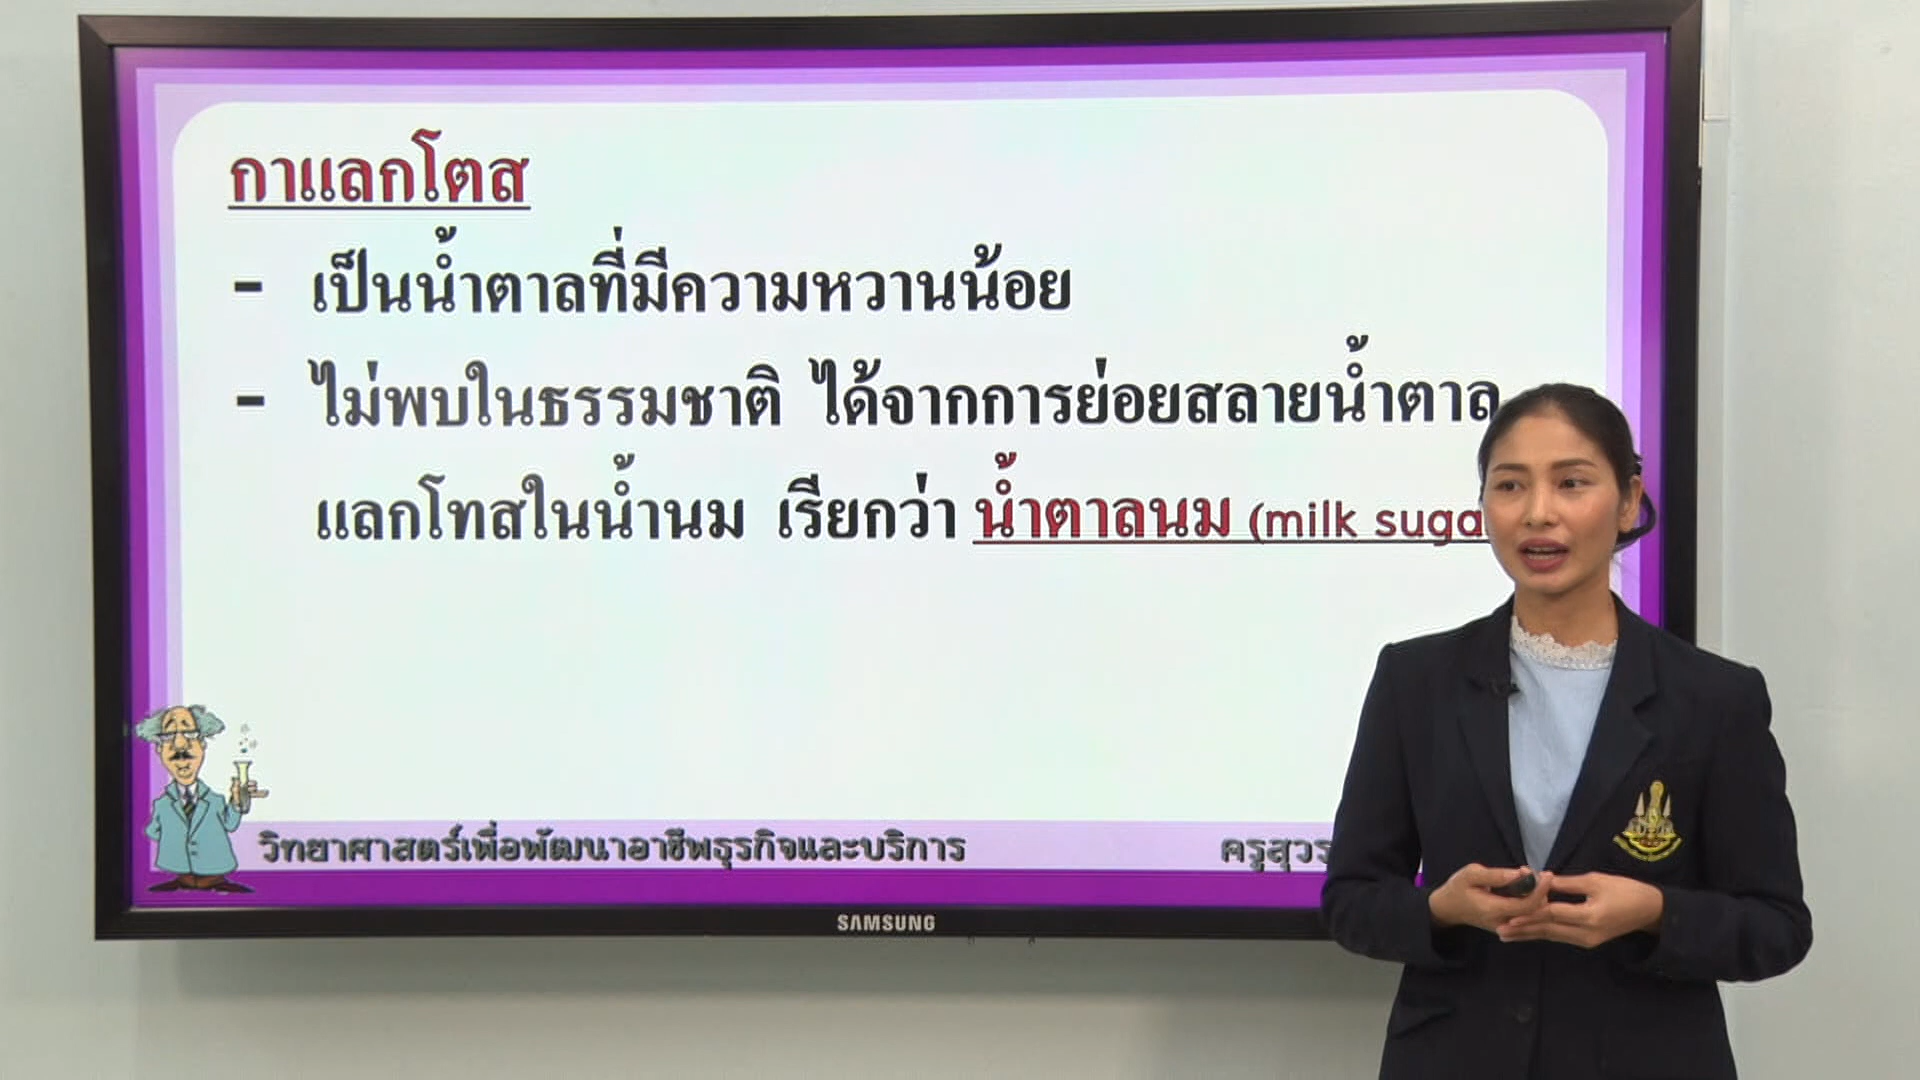 กาแลกโตส
- เป็นน้ำตาลที่มีความหวานน้อย
- ไม่พบในธรรมชาติ ได้จากการย่อยสลายน้ำตาล
แลกโทสในน้ำนม เรียกว่า น้ำตาลนม (milk suga
วิทยาศาสตร์เพื่อพัฒนาอาชีพธุรกิจและบริการ ครูสุวร
SAMSUNG